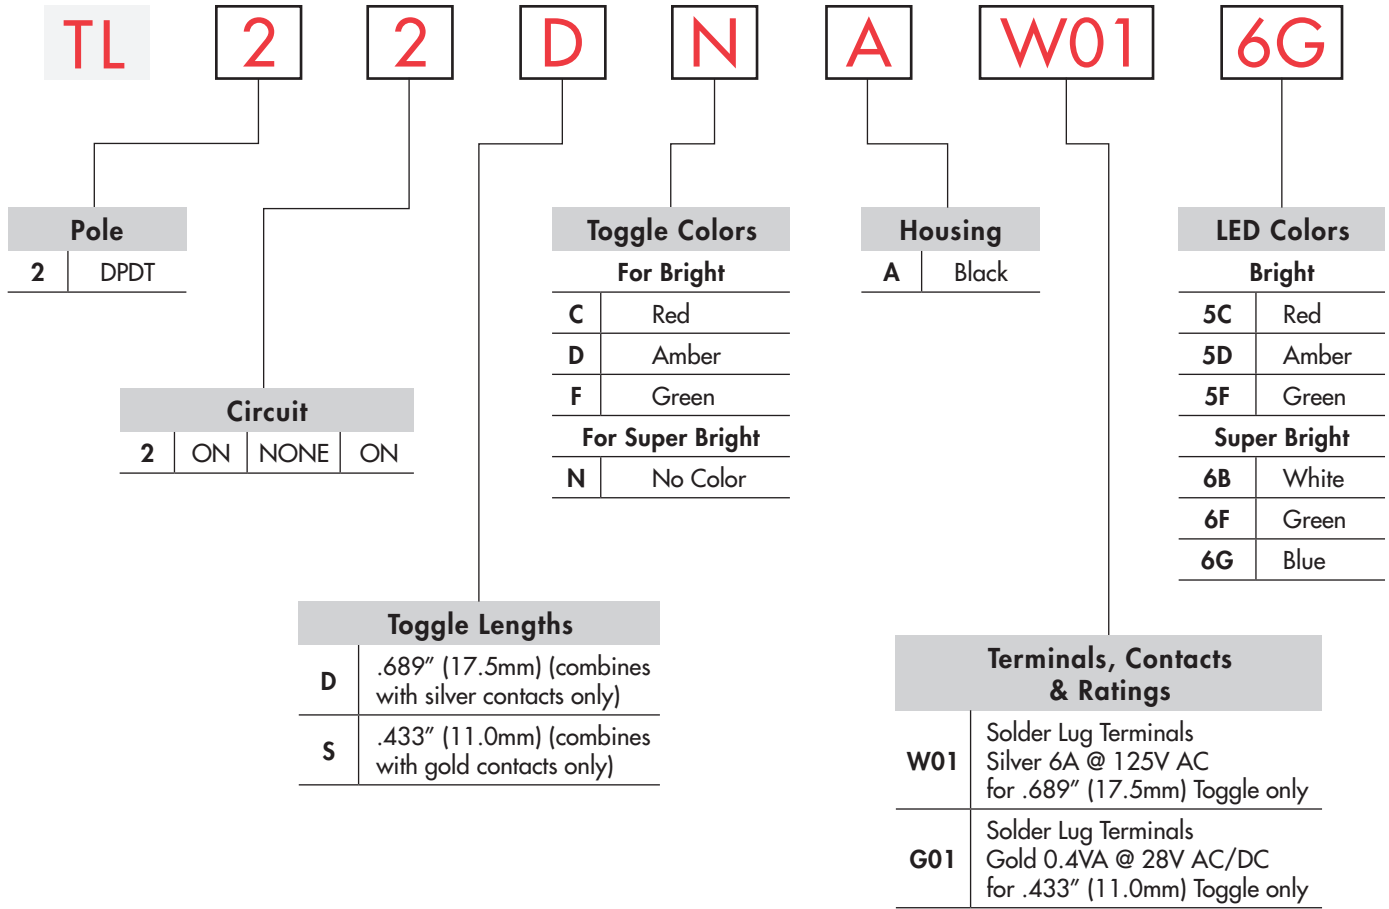 TL 2 2 D N A W01 6G
Pole
2 DPDT
Circuit
2 ON NONE ON
Toggle Lengths
D .689” (17.5mm) (combines
with silver contacts only)
S .433” (11.0mm) (combines
with gold contacts only)
Toggle Colors
For Bright
C Red
D Amber
F Green
For Super Bright
N No Color
Housing
A Black
Terminals, Contacts
& Ratings
W01 Solder Lug Terminals
Silver 6A @ 125V AC
for .689” (17.5mm) Toggle only
G01 Solder Lug Terminals
Gold 0.4VA @ 28V AC/DC
for .433” (11.0mm) Toggle only
LED Colors
Bright
5C Red
5D Amber
5F Green
Super Bright
6B White
6F Green
6G Blue